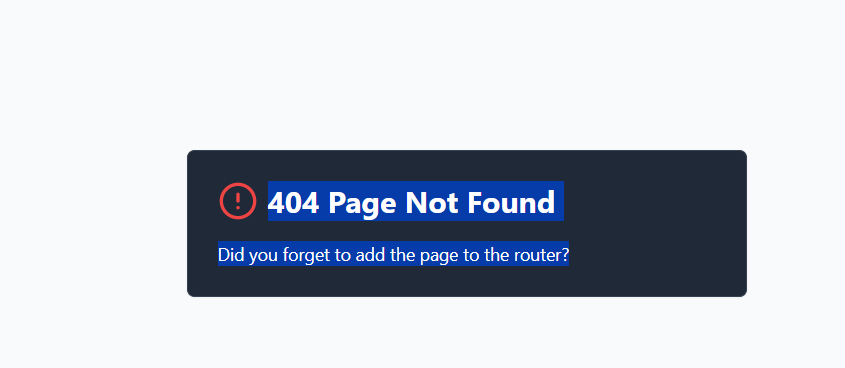 404 Page Not Found
Did you forget to add the page to the router?